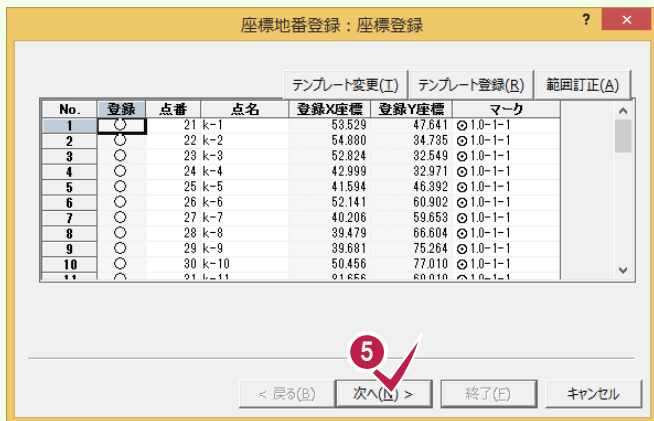 座標地番登録：座標登録 ? ×
テンプレート変更(T) テンプレート登録(R) 範囲訂正(A)
No. 登録 点番 点名 登録X座標 登録Y座標 マーク
1 ○ 21 k-1 53.529 47.641 ⊙1.0-1-1
2 ○ 22 k-2 54.880 34.735 ⊙1.0-1-1
3 ○ 23 k-3 52.824 32.549 ⊙1.0-1-1
4 ○ 24 k-4 42.999 32.971 ⊙1.0-1-1
5 ○ 25 k-5 41.594 46.392 ⊙1.0-1-1
6 ○ 26 k-6 52.141 60.902 ⊙1.0-1-1
7 ○ 27 k-7 40.206 59.653 ⊙1.0-1-1
8 ○ 28 k-8 39.479 66.604 ⊙1.0-1-1
9 ○ 29 k-9 39.681 75.264 ⊙1.0-1-1
10 ○ 30 k-10 50.456 77.010 ⊙1.0-1-1
11 ○ 31 k-11 ⊙1.0-1-1
5
< 戻る(B) 次へ(N) > 終了(F) キャンセル